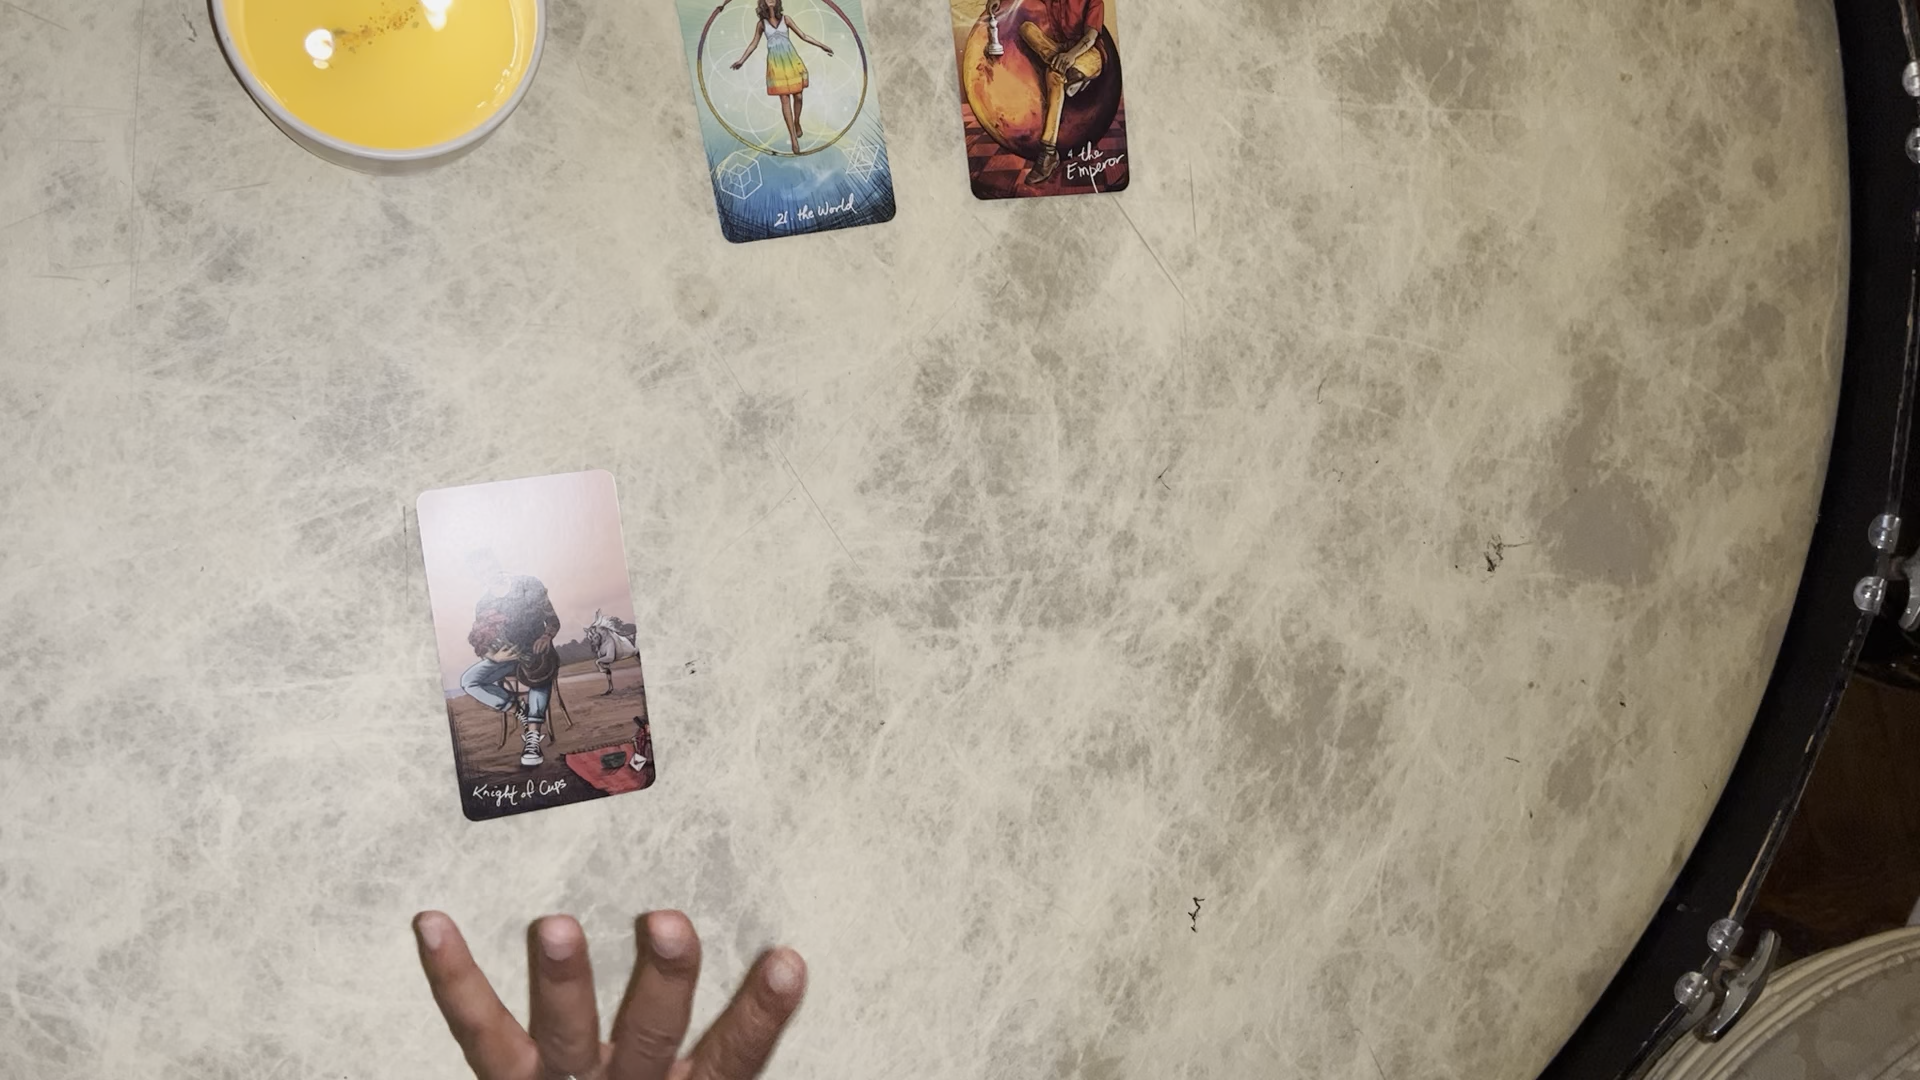 21. the World
4 the
Emperor
Knight of Cups